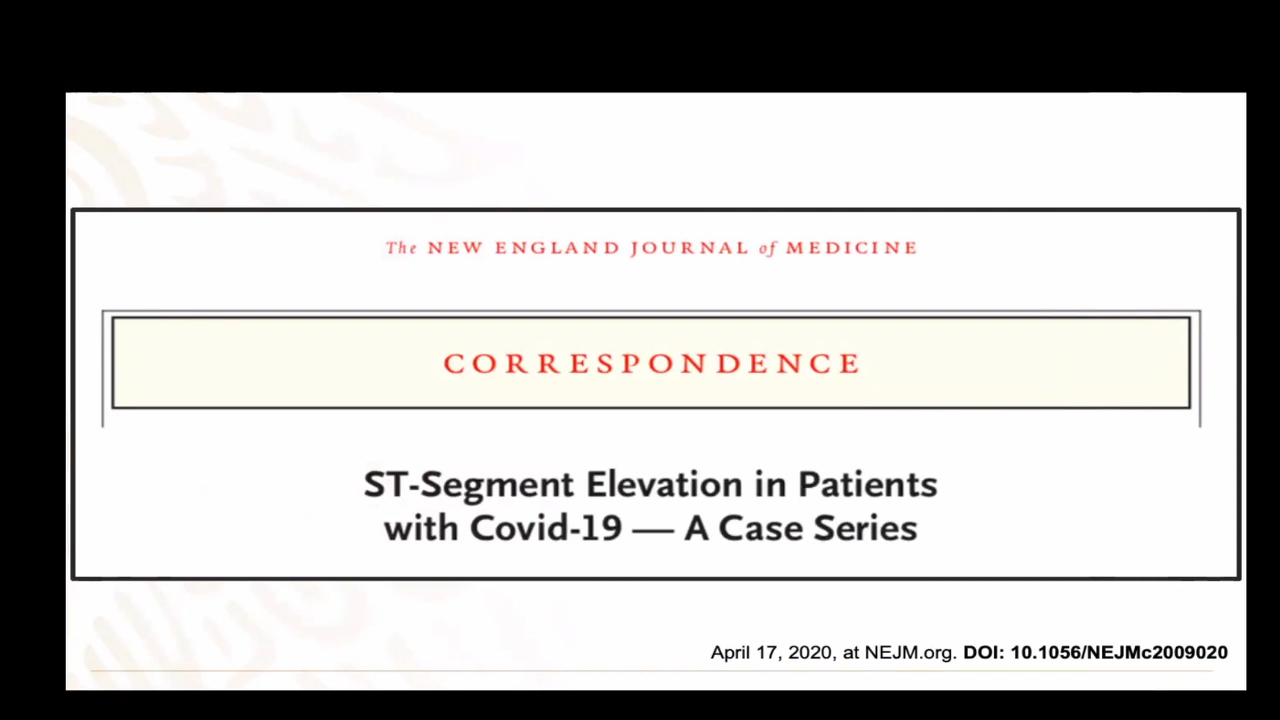 The NEW ENGLAND JOURNAL of MEDICINE
CORRESPONDENCE
ST-Segment Elevation in Patients
with Covid-19 — A Case Series
April 17, 2020, at NEJM.org. DOI: 10.1056/NEJMc2009020